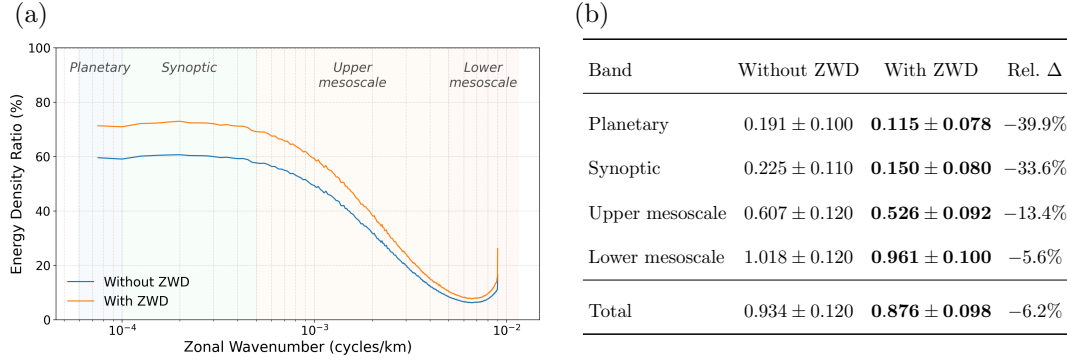 (a)
100
80
60
40
20
0
Energy Density Ratio (%)
Planetary
Synoptic
Upper
mesoscale
Lower
mesoscale
Without ZWD
With ZWD
10⁻⁴
10⁻³
10⁻²
Zonal Wavenumber (cycles/km)
(b)
Band Without ZWD With ZWD Rel. Δ
Planetary 0.191 ± 0.100 0.115 ± 0.078 −39.9%
Synoptic 0.225 ± 0.110 0.150 ± 0.080 −33.6%
Upper mesoscale 0.607 ± 0.120 0.526 ± 0.092 −13.4%
Lower mesoscale 1.018 ± 0.120 0.961 ± 0.100 −5.6%
Total 0.934 ± 0.120 0.876 ± 0.098 −6.2%